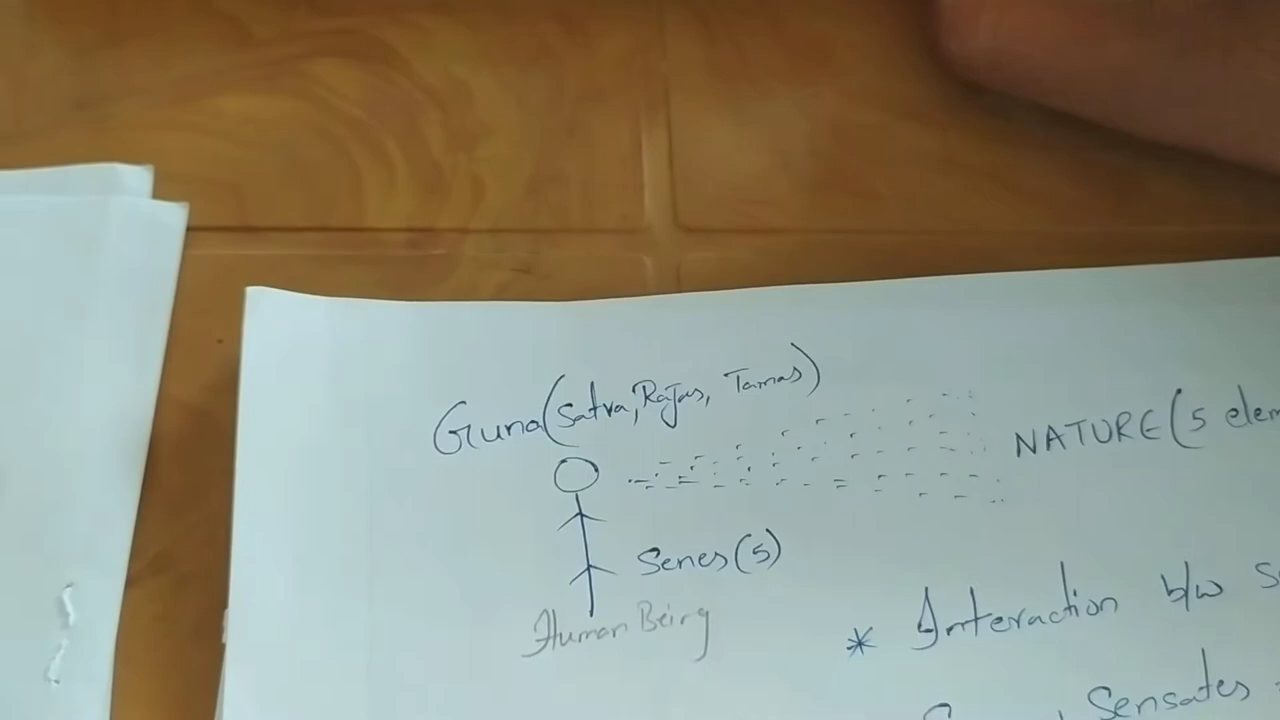 Guna(Satva,Rajas, Tamas)
NATURE(5 elem
Senes(5)
Human Being
* Interaction b/w
Sensates